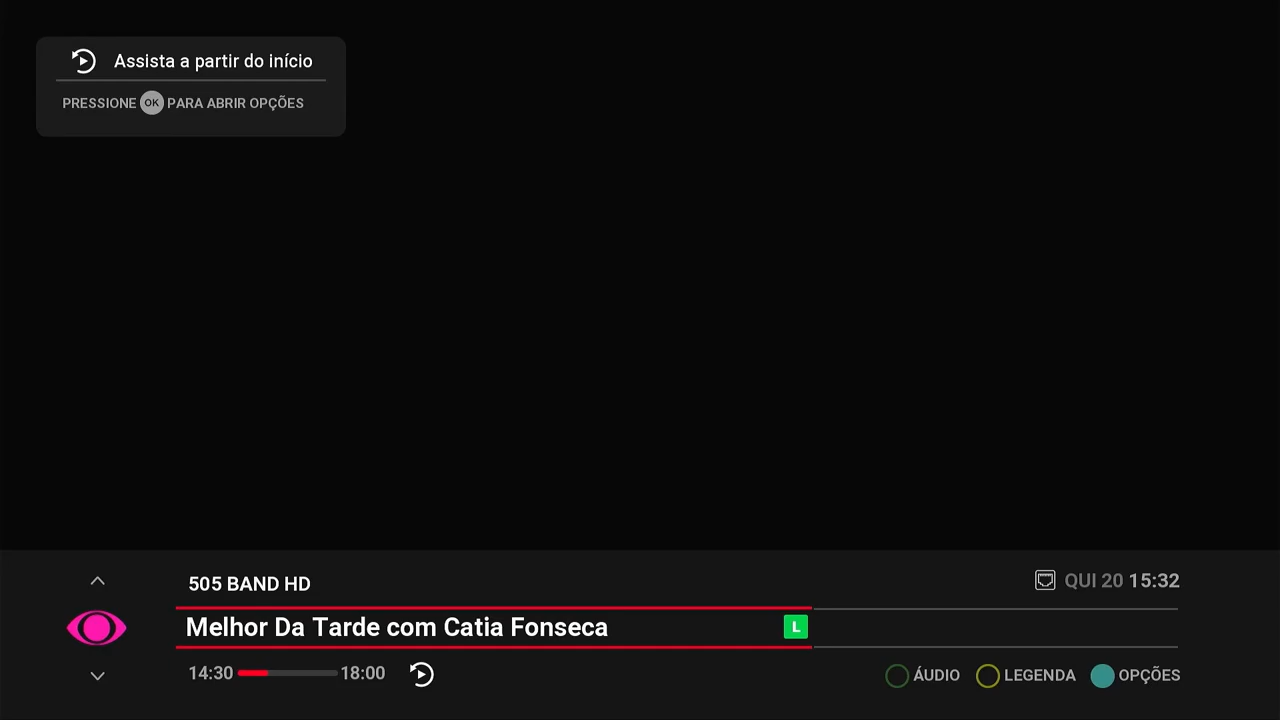 Assista a partir do início
PRESSIONE OK PARA ABRIR OPÇÕES
505 BAND HD
QUI 20 15:32
Melhor Da Tarde com Catia Fonseca L
14:30 18:00
ÁUDIO LEGENDA OPÇÕES